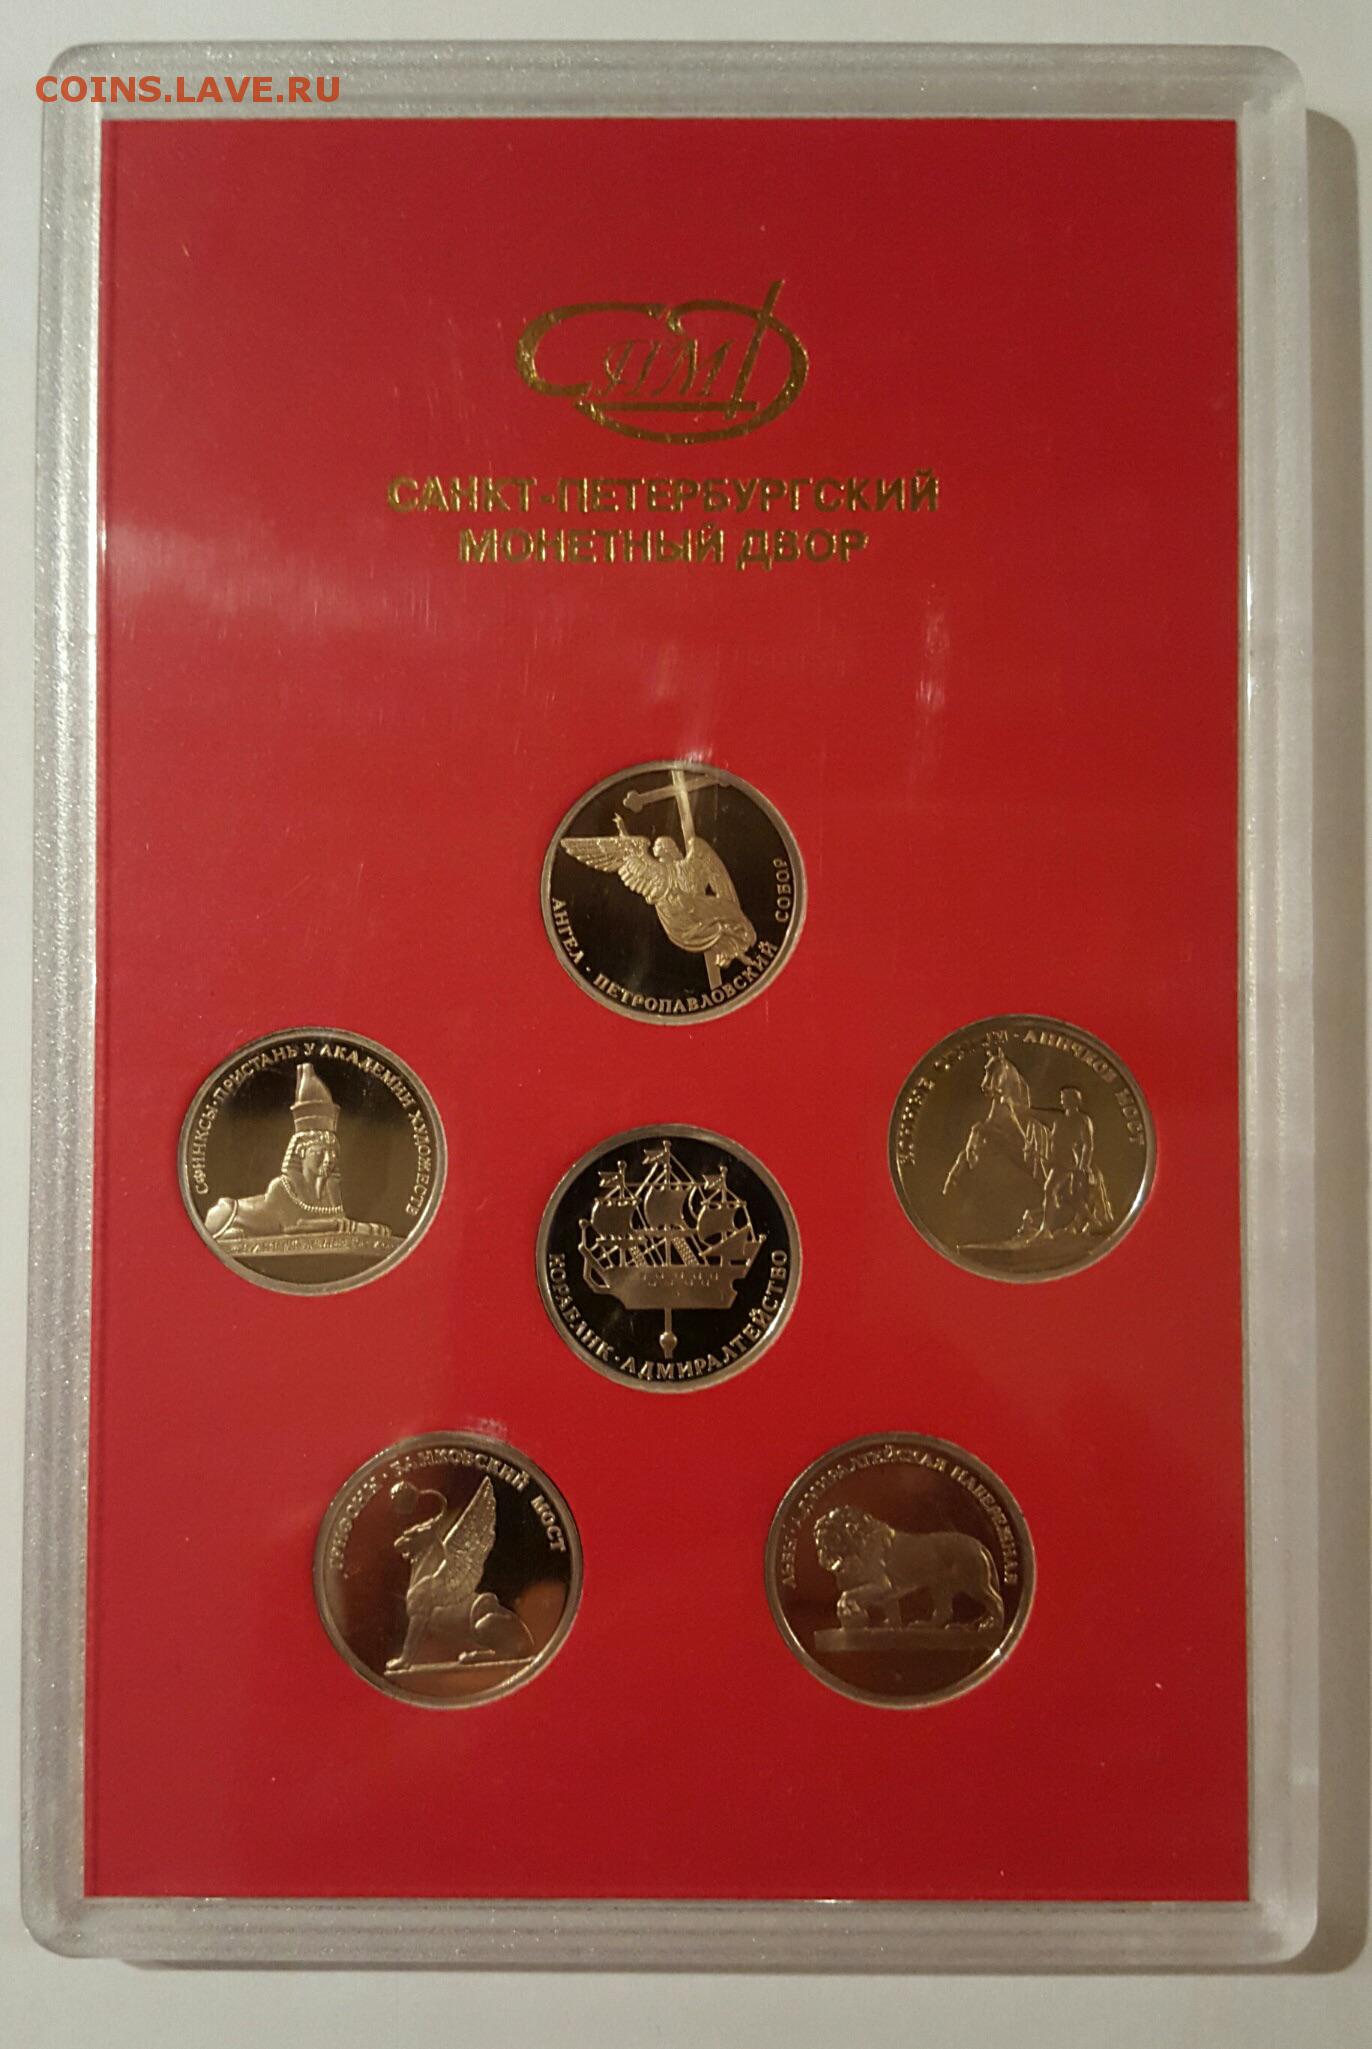 COINS.LAVE.RU
СПМД
САНКТ-ПЕТЕРБУРГСКИЙ
МОНЕТНЫЙ ДВОР
АНГЕЛ · ПЕТРОПАВЛОВСКИЙ СОБОР
СФИНКСЫ·ПРИСТАНЬ У АКАДЕМИИ ХУДОЖЕСТВ
АНИЧКОВ МОСТ
КОРАБЛИК · АДМИРАЛТЕЙСТВО
ГРИФОНЫ · БАНКОВСКИЙ МОСТ
АДМИРАЛТЕЙСКАЯ НАБЕРЕЖНАЯ